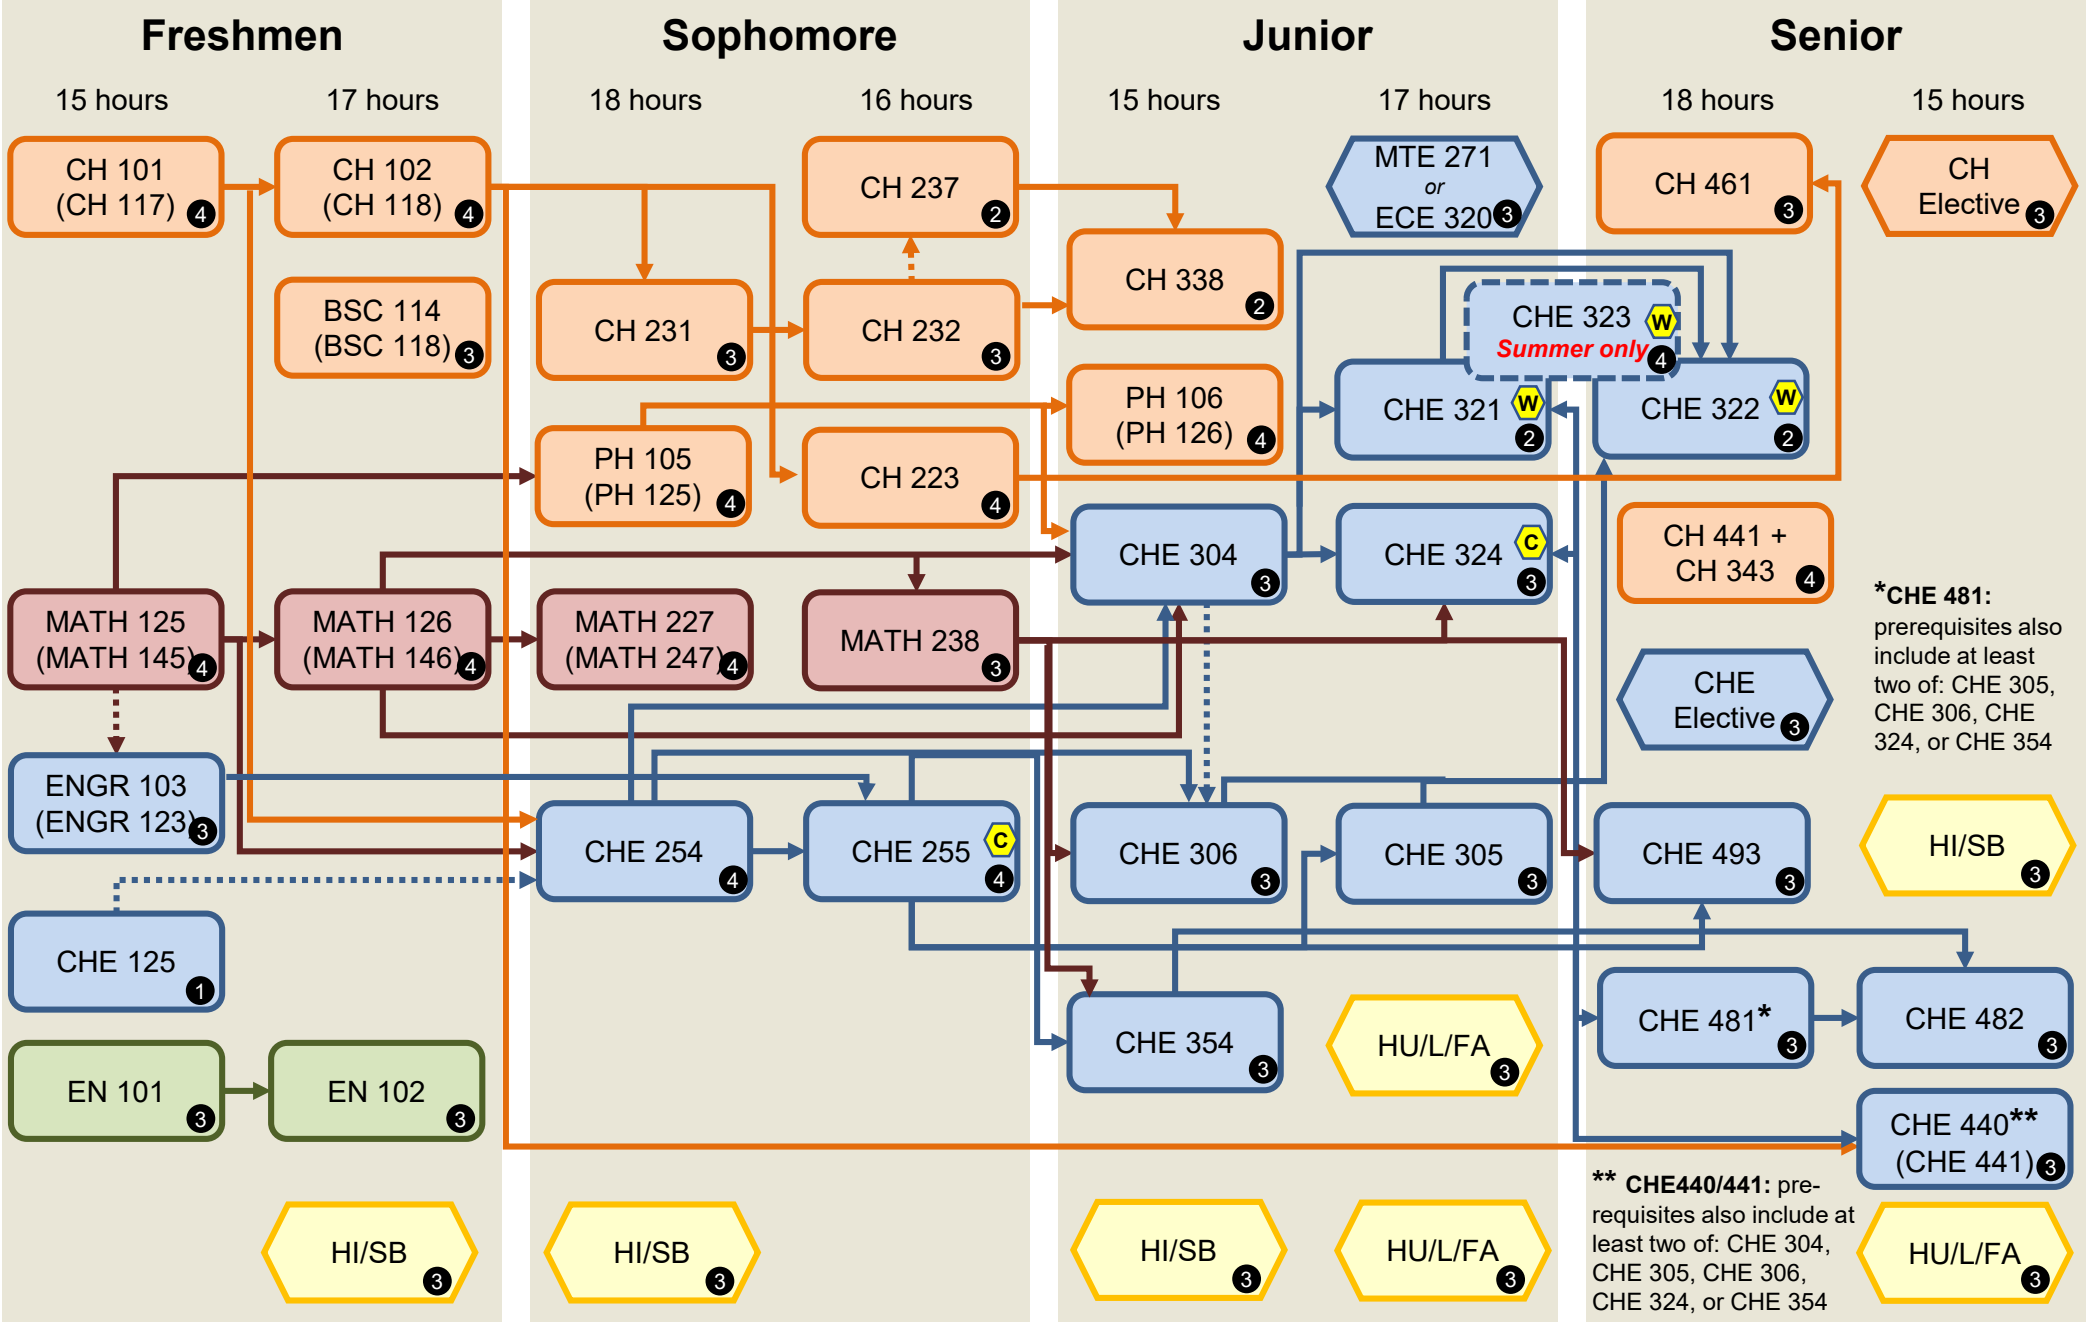 Freshmen
Sophomore
Junior
Senior
15 hours
17 hours
18 hours
16 hours
15 hours
17 hours
18 hours
15 hours
CH 101
(CH 117)
4
CH 102
(CH 118)
4
CH 237
2
MTE 271
or
ECE 320
3
CH 461
3
CH
Elective
3
BSC 114
(BSC 118)
3
CH 231
3
CH 232
3
CH 338
2
CHE 323
W
Summer only
4
PH 105
(PH 125)
4
CH 223
4
PH 106
(PH 126)
4
CHE 321
W
2
CHE 322
W
2
CHE 304
3
CHE 324
C
3
CH 441 +
CH 343
4
MATH 125
(MATH 145)
4
MATH 126
(MATH 146)
4
MATH 227
(MATH 247)
4
MATH 238
3
CHE
Elective
3
*CHE 481:
prerequisites also
include at least
two of: CHE 305,
CHE 306, CHE
324, or CHE 354
ENGR 103
(ENGR 123)
3
CHE 254
4
CHE 255
C
4
CHE 306
3
CHE 305
3
CHE 493
3
HI/SB
3
CHE 125
1
CHE 354
3
HU/L/FA
3
CHE 481*
3
CHE 482
3
EN 101
3
EN 102
3
CHE 440**
(CHE 441)
3
** CHE440/441: pre-
requisites also include at
least two of: CHE 304,
CHE 305, CHE 306,
CHE 324, or CHE 354
HI/SB
3
HI/SB
3
HI/SB
3
HU/L/FA
3
HU/L/FA
3